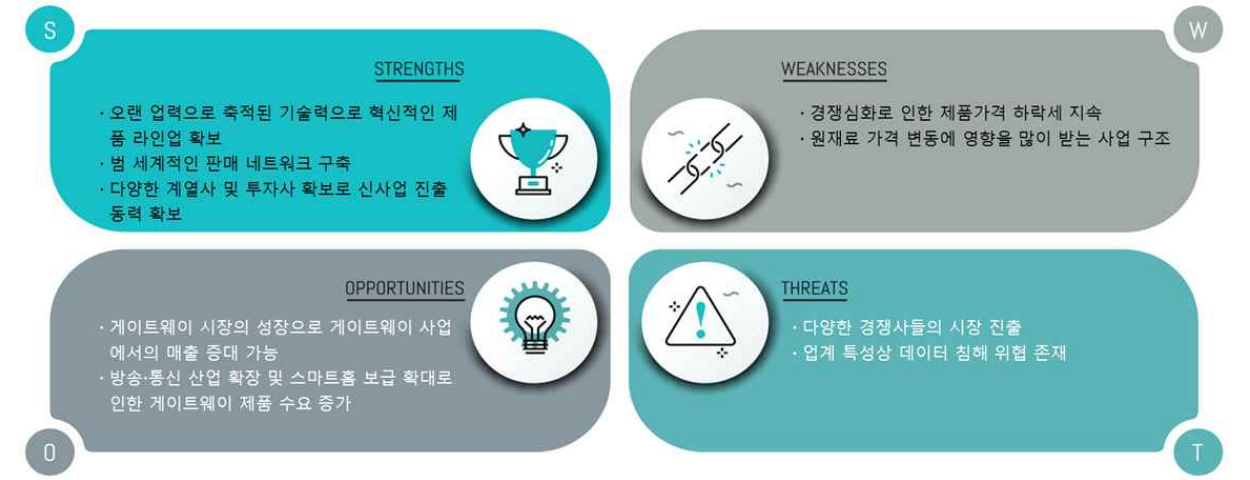 S
STRENGTHS
· 오랜 업력으로 축적된 기술력으로 혁신적인 제
품 라인업 확보
· 범 세계적인 판매 네트워크 구축
· 다양한 계열사 및 투자사 확보로 신사업 진출
동력 확보
W
WEAKNESSES
· 경쟁심화로 인한 제품가격 하락세 지속
· 원재료 가격 변동에 영향을 많이 받는 사업 구조
OPPORTUNITIES
· 게이트웨이 시장의 성장으로 게이트웨이 사업
에서의 매출 증대 가능
· 방송·통신 산업 확장 및 스마트홈 보급 확대로
인한 게이트웨이 제품 수요 증가
O
THREATS
· 다양한 경쟁사들의 시장 진출
· 업계 특성상 데이터 침해 위협 존재
T